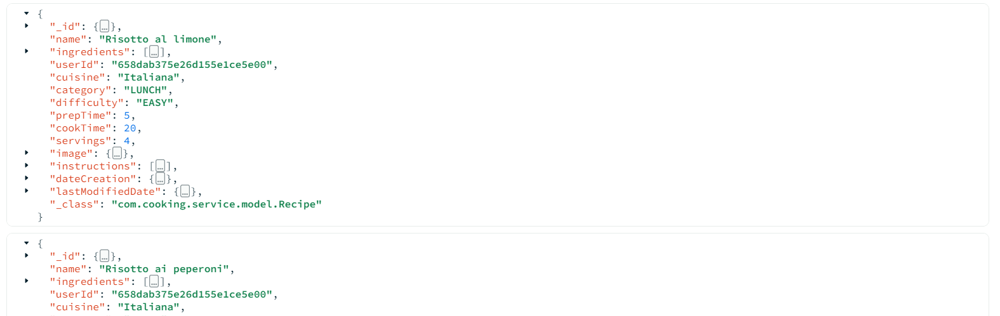 {
"_id": {…},
"name": "Risotto al limone",
"ingredients": […],
"userId": "658dab375e26d155e1ce5e00",
"cuisine": "Italiana",
"category": "LUNCH",
"difficulty": "EASY",
"prepTime": 5,
"cookTime": 20,
"servings": 4,
"image": {…},
"instructions": […],
"dateCreation": {…},
"lastModifiedDate": {…},
"_class": "com.cooking.service.model.Recipe"
}
{
"_id": {…},
"name": "Risotto ai peperoni",
"ingredients": […],
"userId": "658dab375e26d155e1ce5e00",
"cuisine": "Italiana",